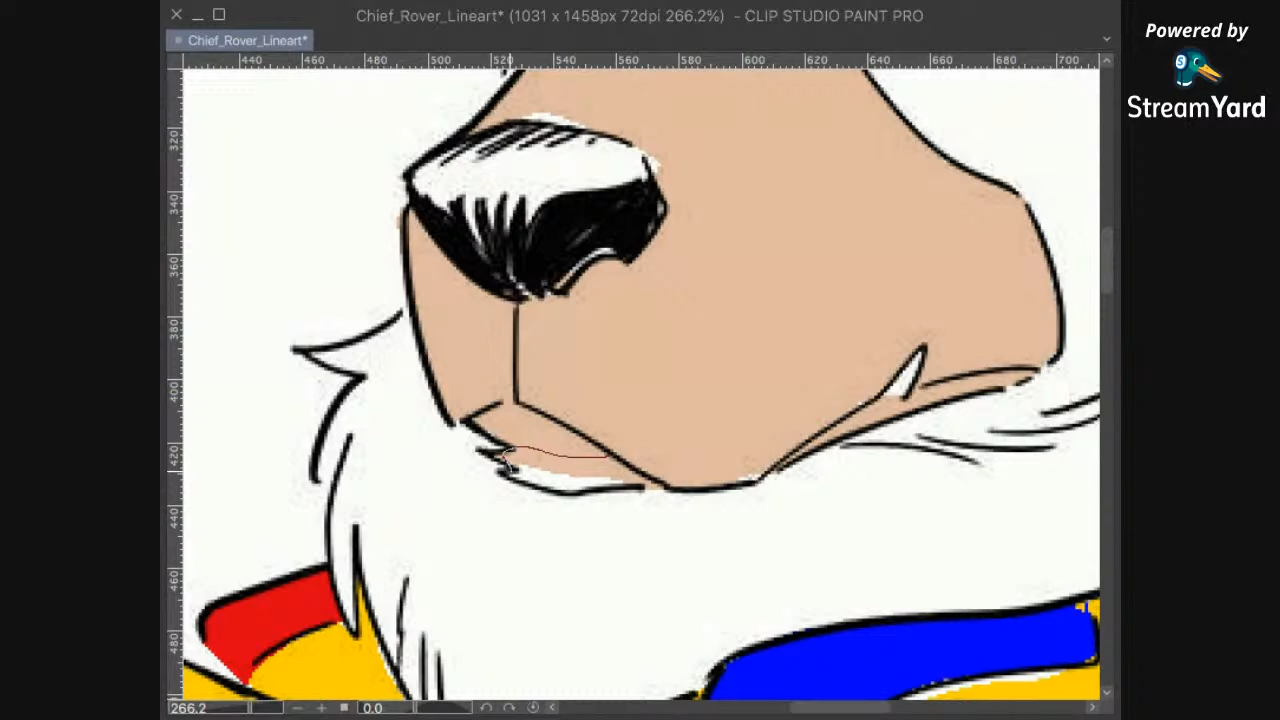 Chief_Rover_Lineart* (1031 x 1458px 72dpi 266.2%) - CLIP STUDIO PAINT PRO
Powered by
StreamYard
Chief_Rover_Lineart*
440 460 480 500 520 540 560 580 600 620 640 660 680 700
320
340
360
380
400
420
440
460
480
266.2
0.0